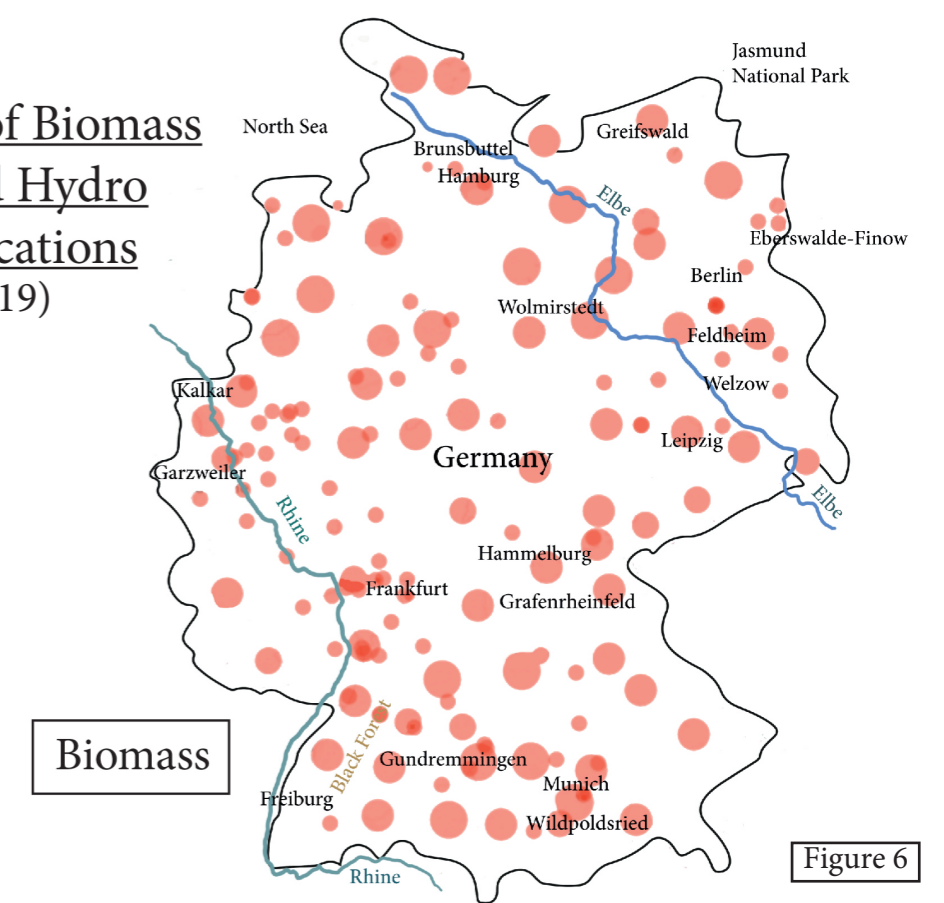 of Biomass
Hydro
cations
19)
Jasmund
National Park
North Sea
Greifswald
Brunsbuttel
Hamburg
Elbe
Eberswalde-Finow
Berlin
Wolmirstedt
Feldheim
Kalkar
Welzow
Leipzig
Germany
Garzweiler
Elbe
Rhine
Hammelburg
Frankfurt
Grafenrheinfeld
Black Forest
Biomass
Gundremmingen
Munich
Freiburg
Wildpoldsried
Figure 6
Rhine